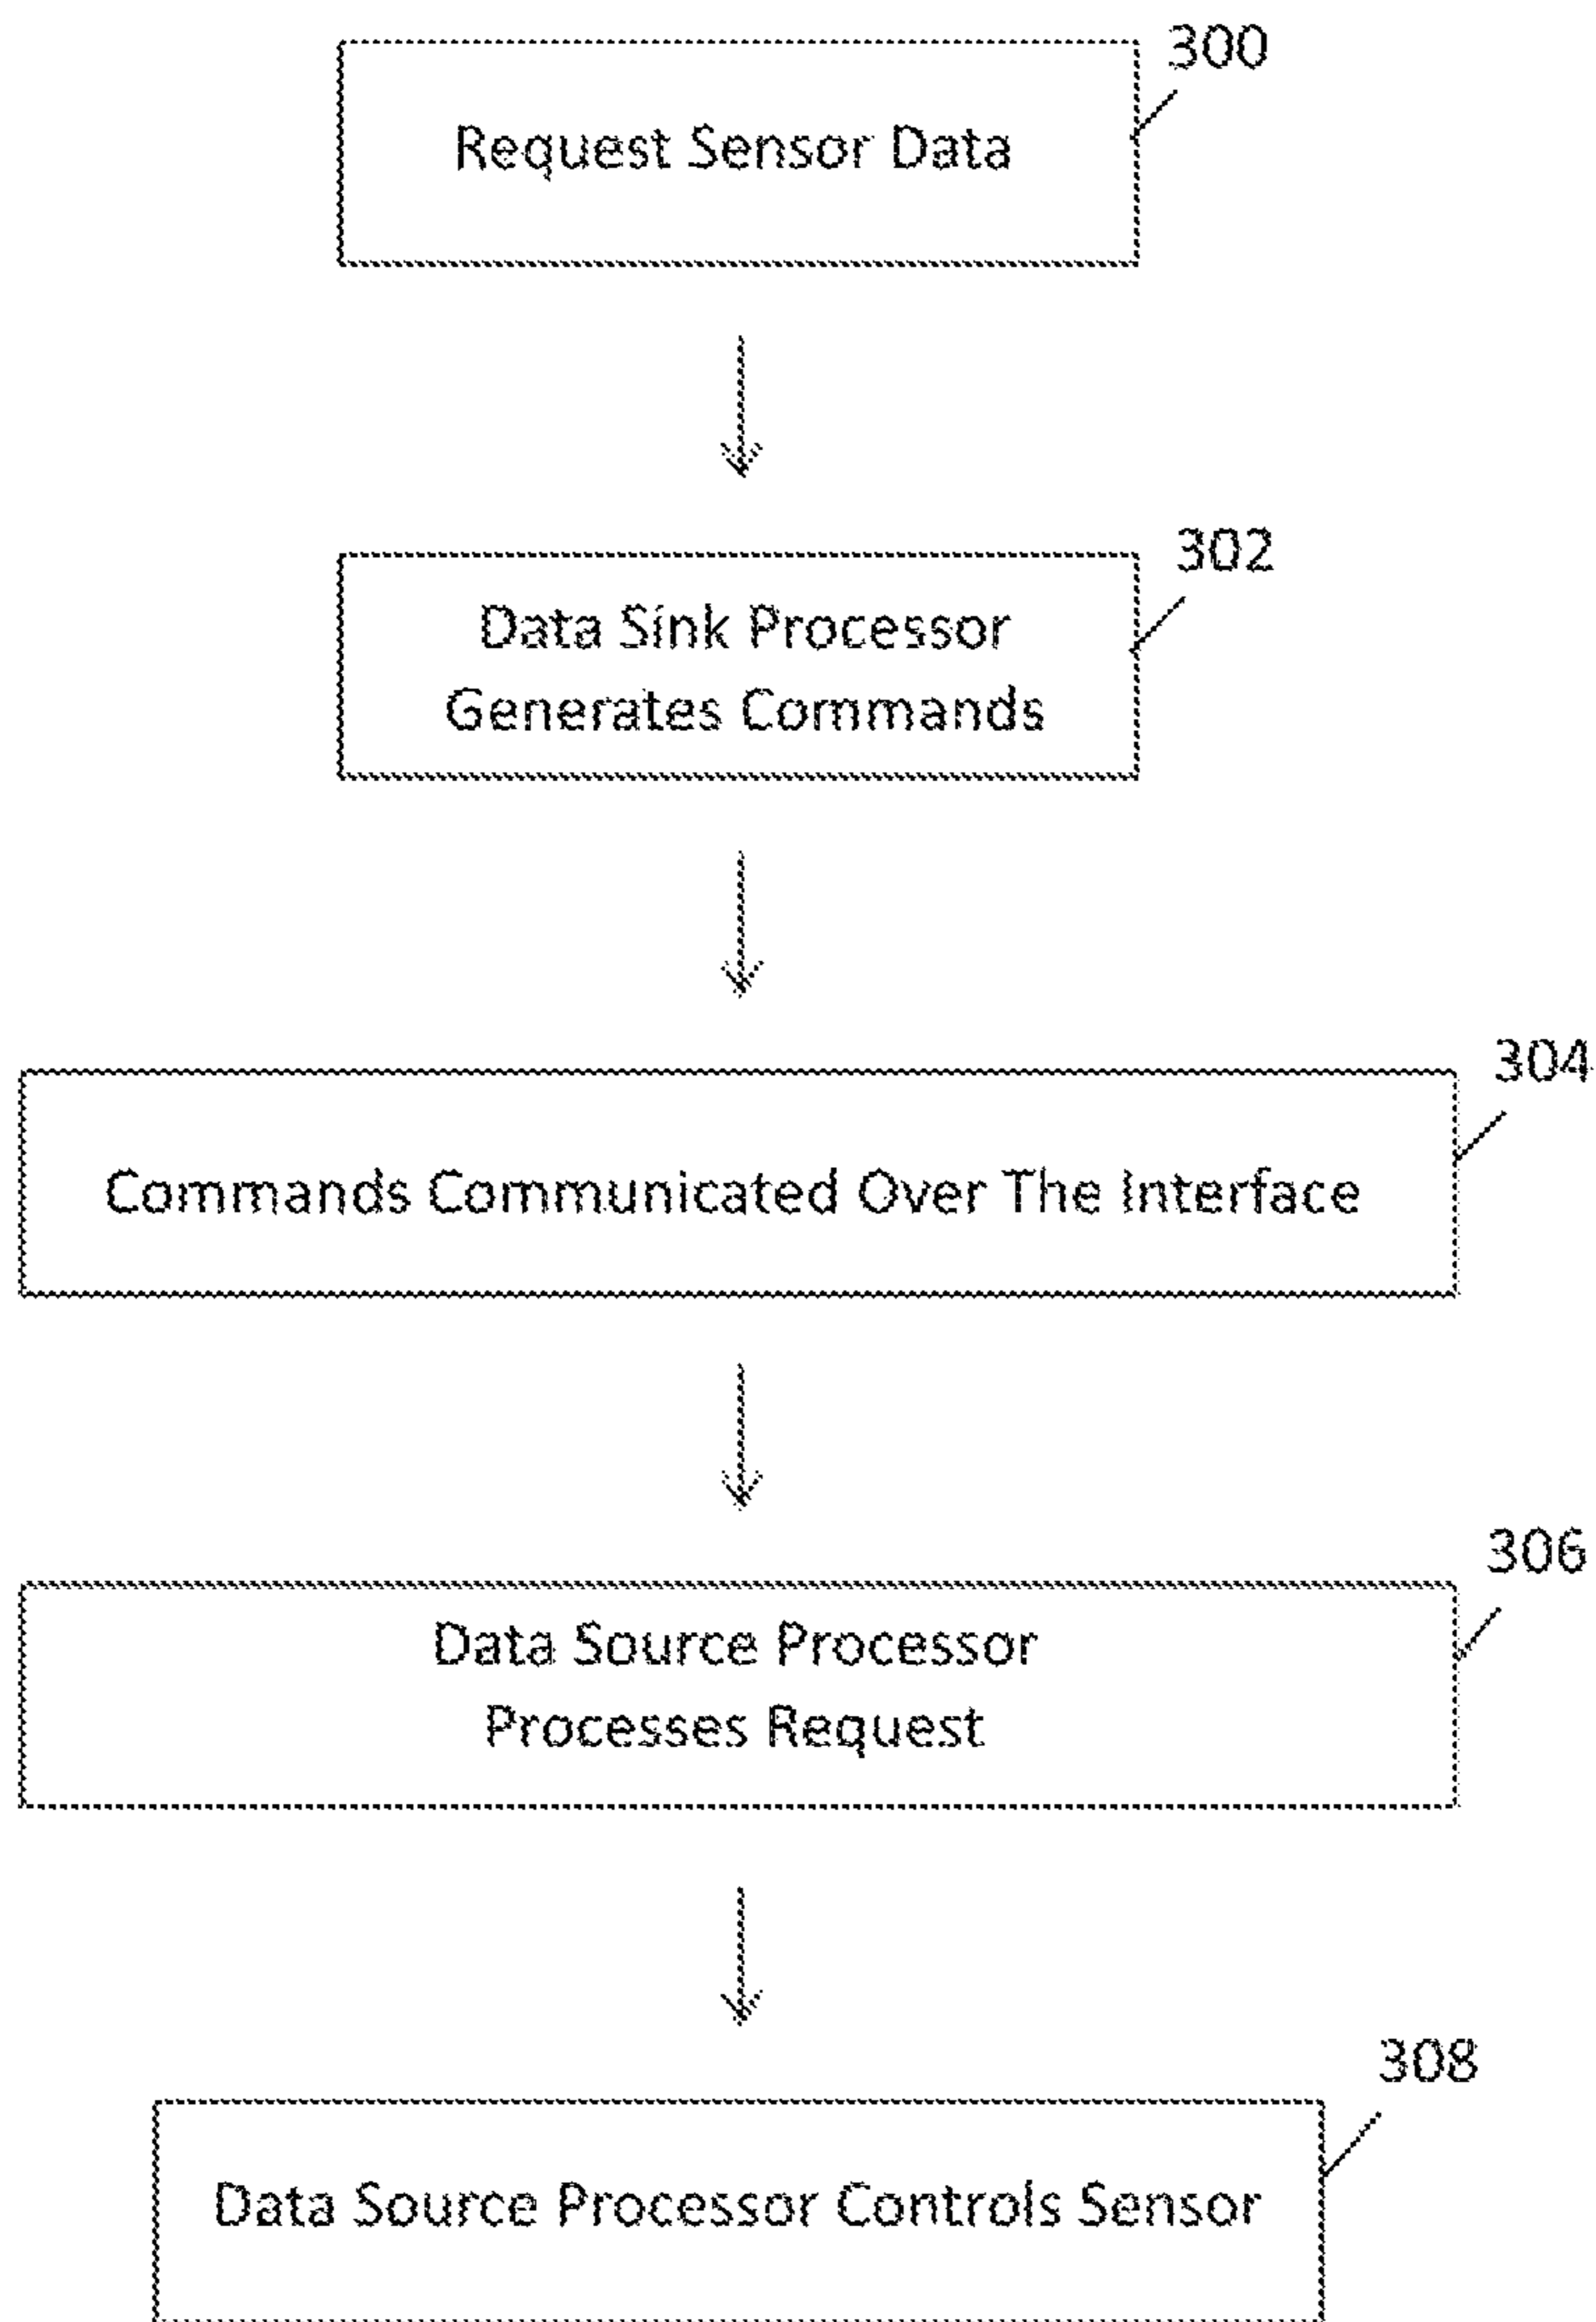 300
Request Sensor Data
302
Data Sink Processor
Generates Commands
304
Commands Communicated Over The Interface
306
Data Source Processor
Processes Request
308
Data Source Processor Controls Sensor